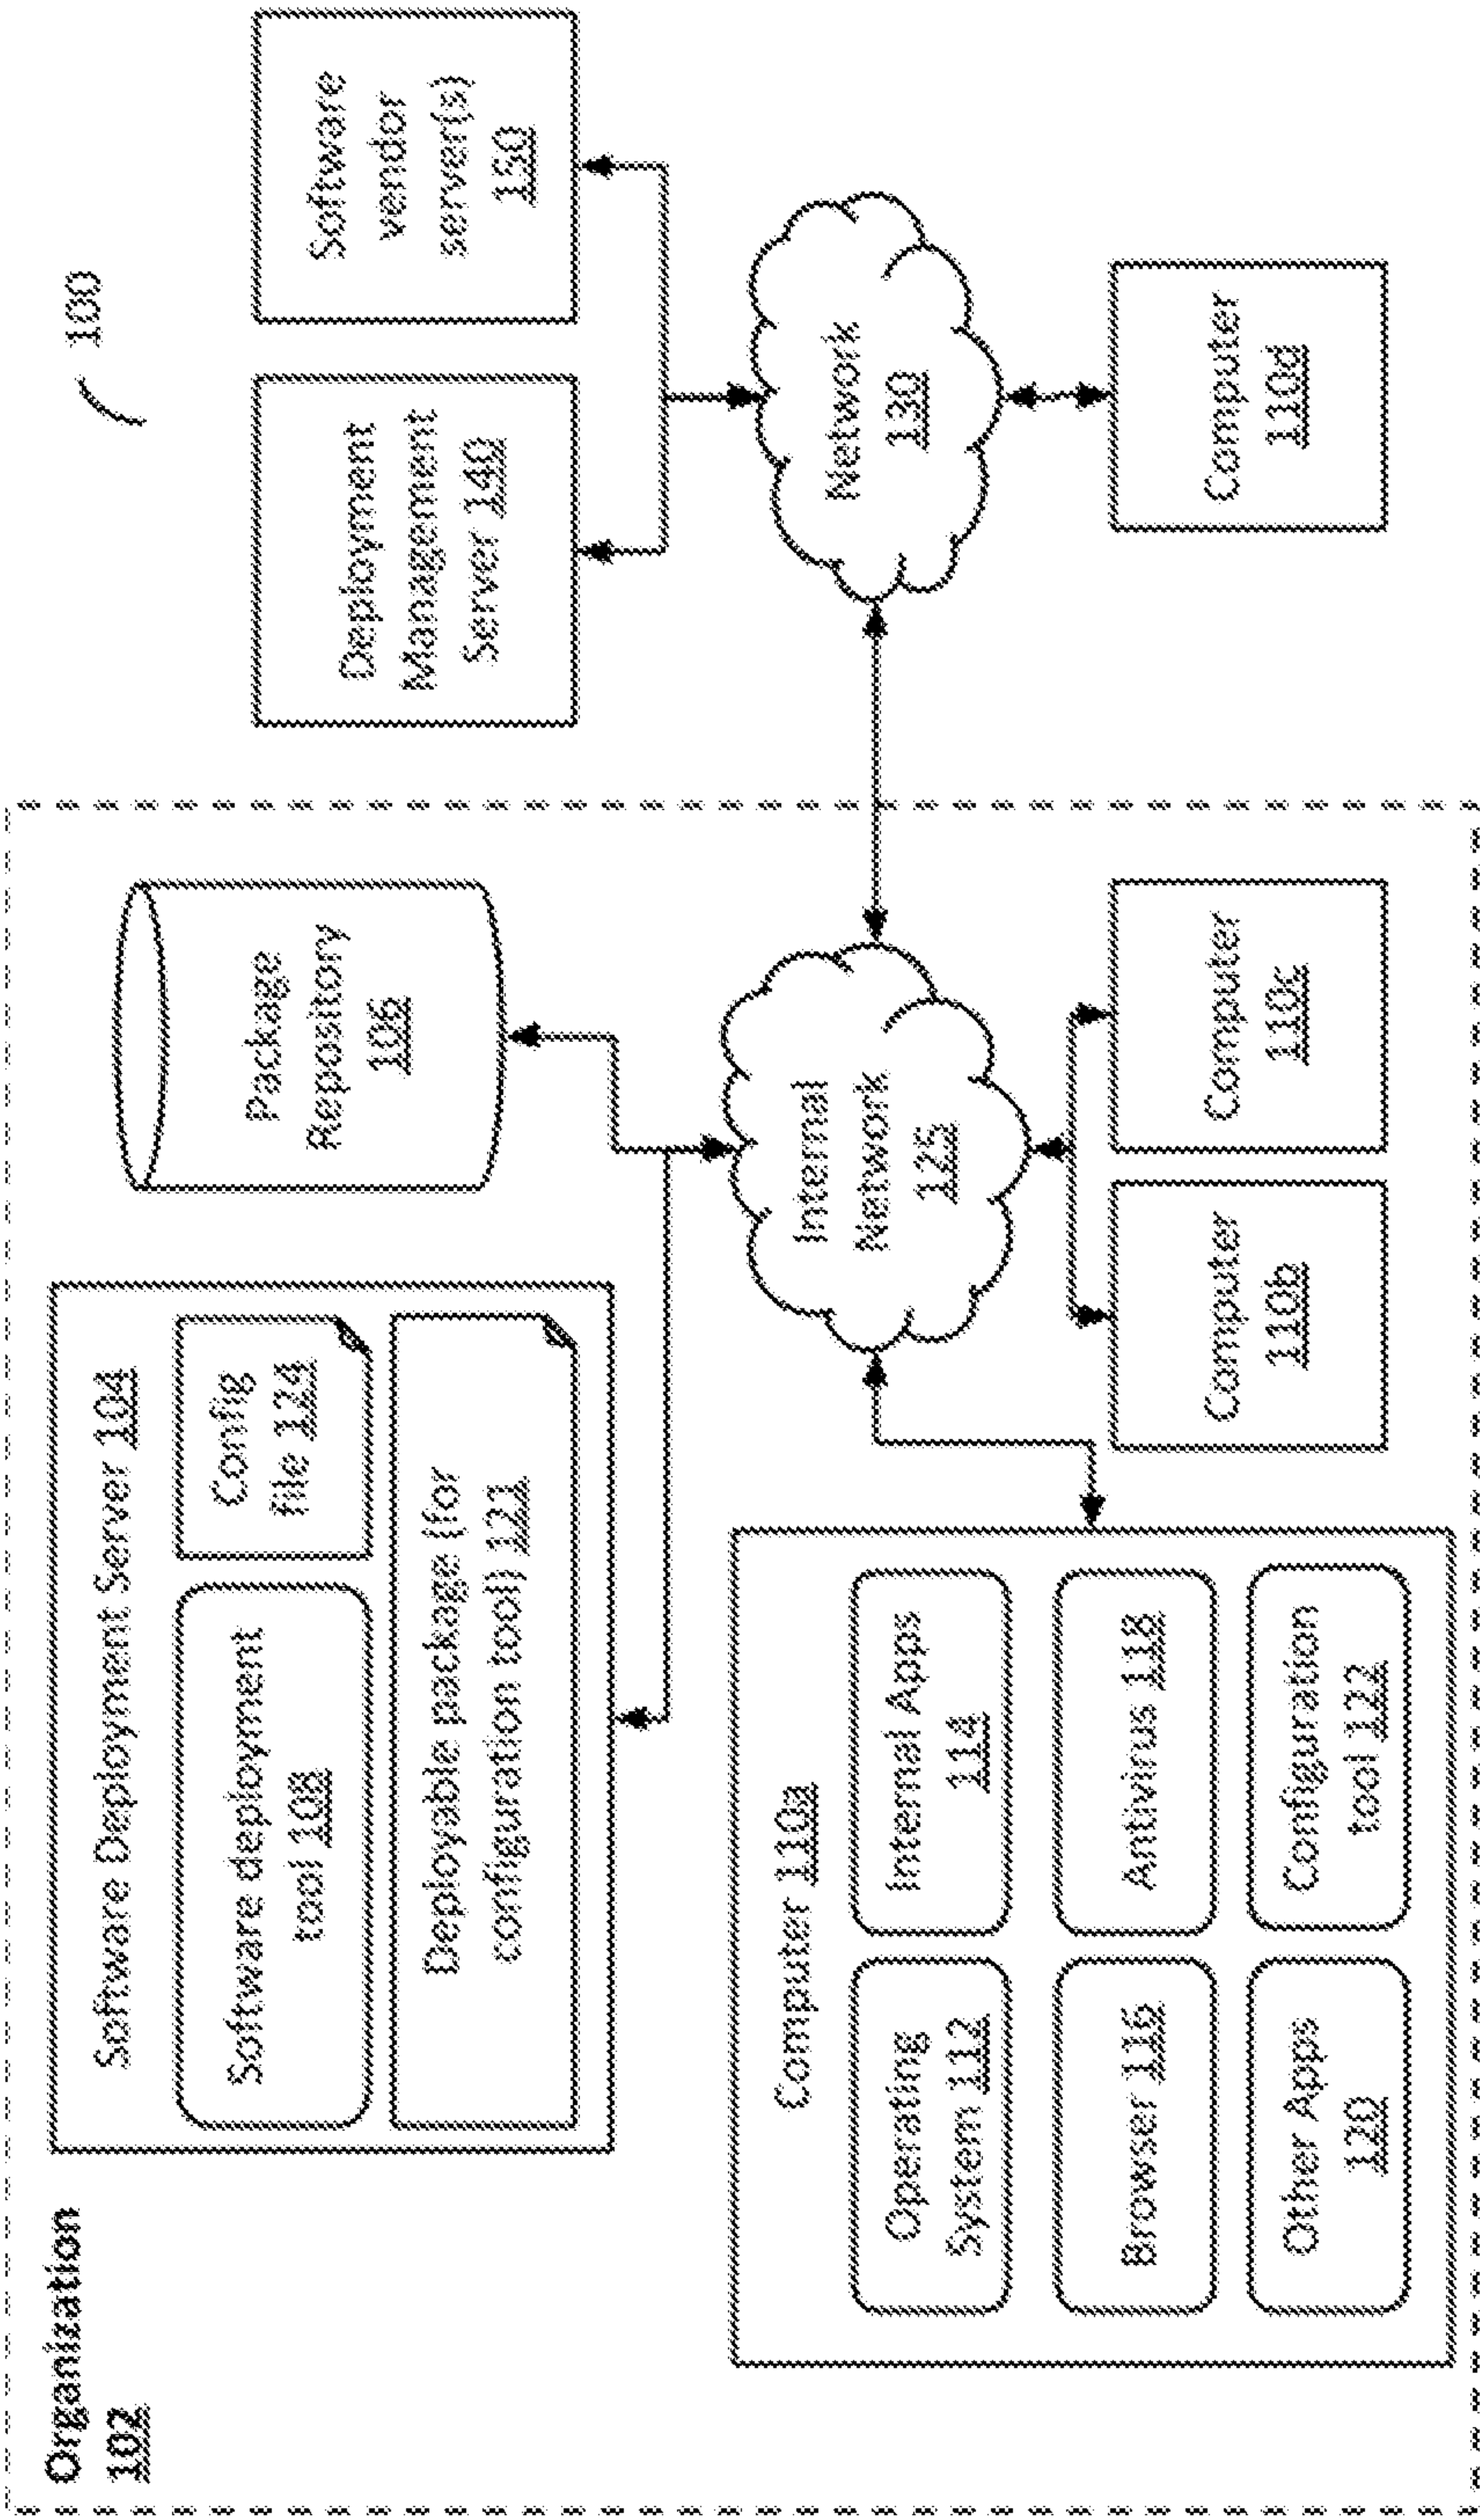 100
Organization
102
Software Deployment Server 104
Software deployment
tool 108
Config
file 124
Deployable package (for
configuration tool) 121
Package
Repository
106
Deployment
Management
Server 140
Software
vendor
server(s)
150
Internal
Network
125
Network
130
Computer 110a
Operating
System 112
Internal Apps
114
Browser 116
Antivirus 118
Other Apps
120
Configuration
tool 122
Computer
110b
Computer
110c
Computer
110d